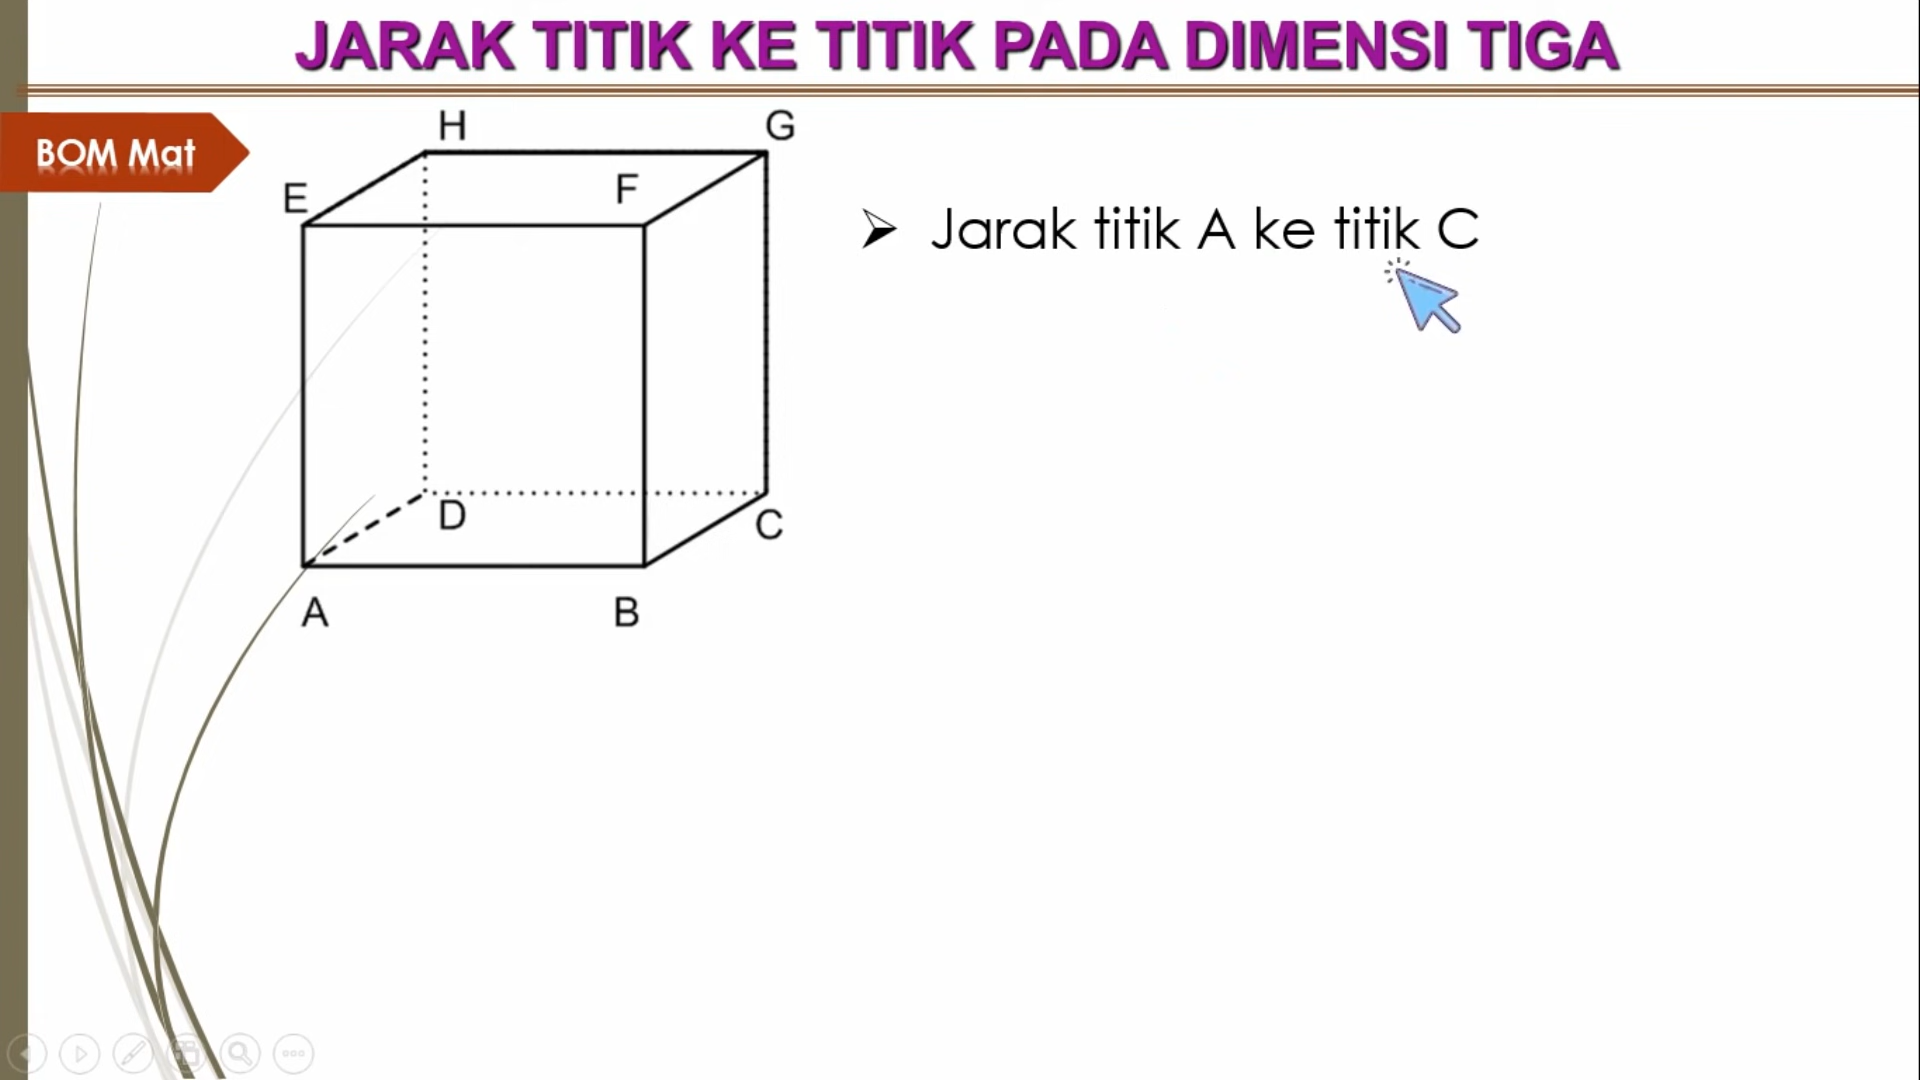 JARAK TITIK KE TITIK PADA DIMENSI TIGA
BOM Mat
H
G
E
F
➢ Jarak titik A ke titik C
D
C
A
B